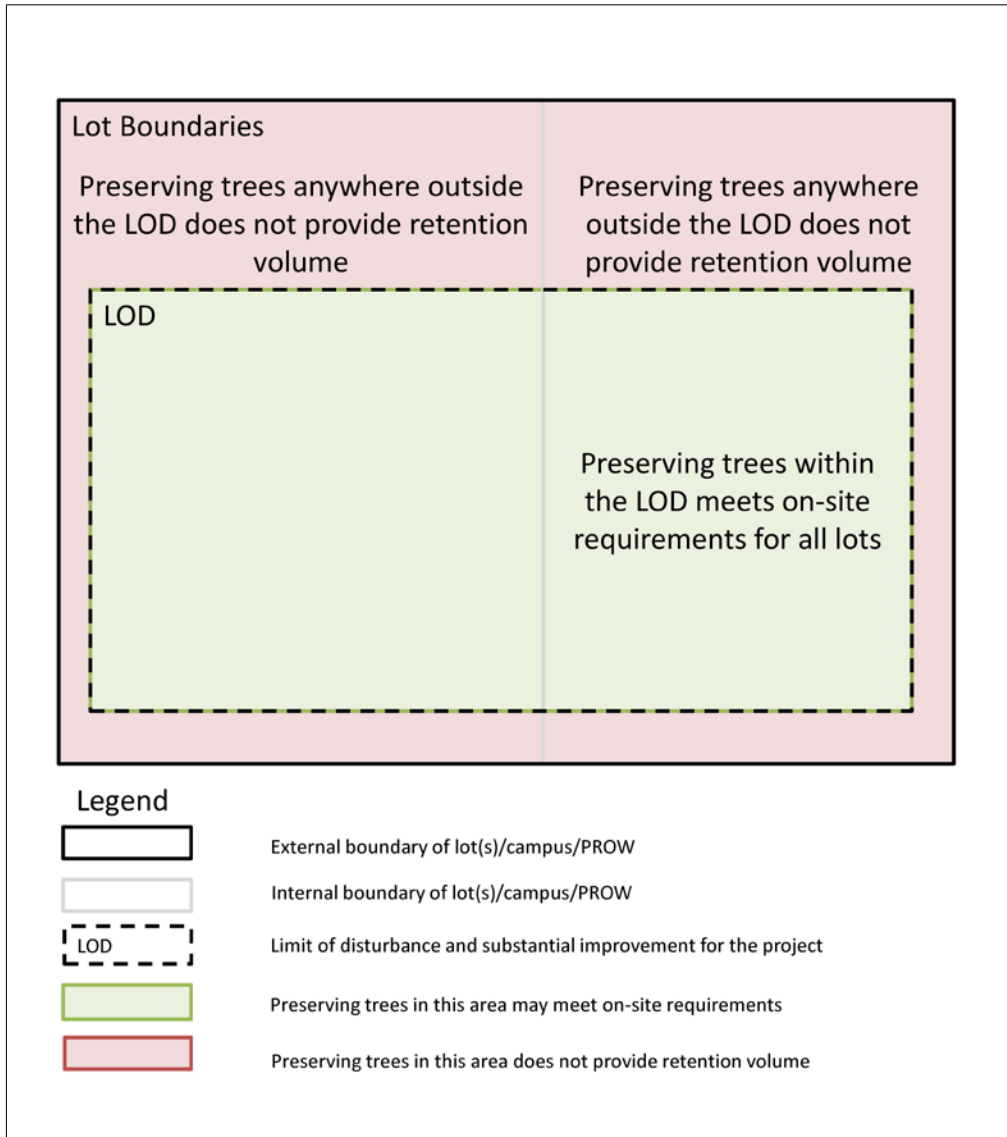 Lot Boundaries
Preserving trees anywhere outside
the LOD does not provide retention
volume
Preserving trees anywhere
outside the LOD does not
provide retention volume
LOD
Preserving trees within
the LOD meets on-site
requirements for all lots
Legend
External boundary of lot(s)/campus/PROW
Internal boundary of lot(s)/campus/PROW
LOD
Limit of disturbance and substantial improvement for the project
Preserving trees in this area may meet on-site requirements
Preserving trees in this area does not provide retention volume